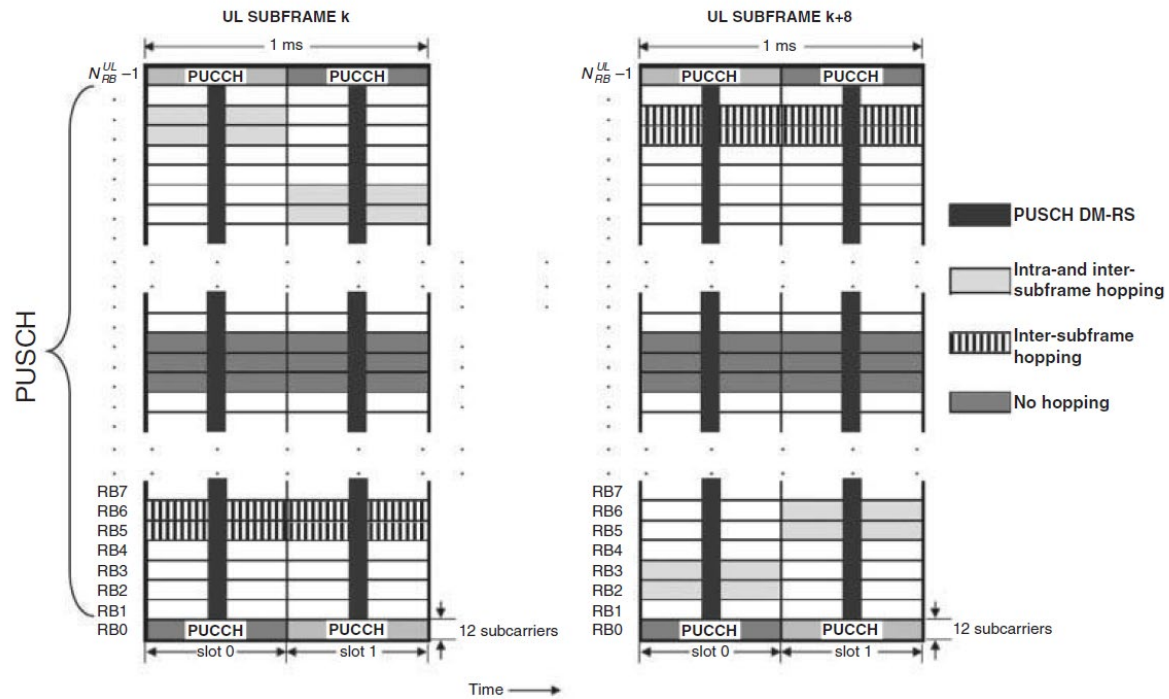 UL SUBFRAME k
1 ms
N_RB^UL –1
PUCCH PUCCH
PUSCH
RB7
RB6
RB5
RB4
RB3
RB2
RB1
RB0
PUCCH PUCCH
12 subcarriers
slot 0 slot 1
UL SUBFRAME k+8
1 ms
N_RB^UL –1
PUCCH PUCCH
RB7
RB6
RB5
RB4
RB3
RB2
RB1
RB0
PUCCH PUCCH
12 subcarriers
slot 0 slot 1
Time
PUSCH DM-RS
Intra-and inter-
subframe hopping
Inter-subframe
hopping
No hopping